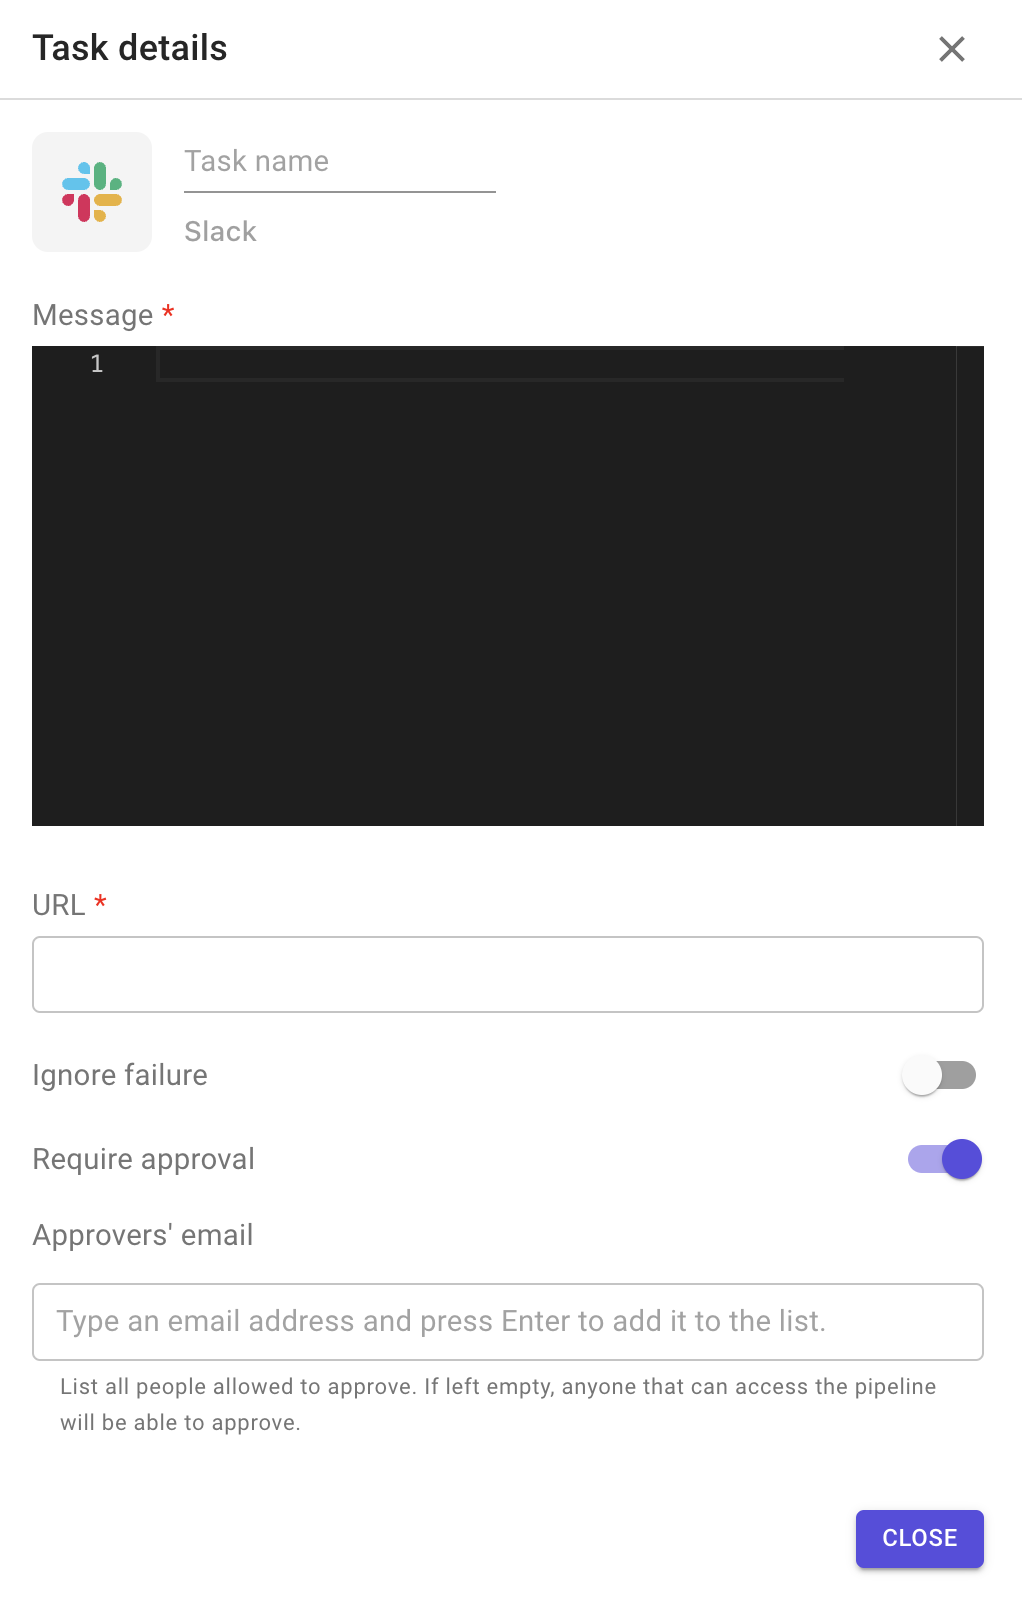 Task details
Task name
Slack
Message *
1
URL *
Ignore failure
Require approval
Approvers' email
Type an email address and press Enter to add it to the list.
List all people allowed to approve. If left empty, anyone that can access the pipeline
will be able to approve.
CLOSE